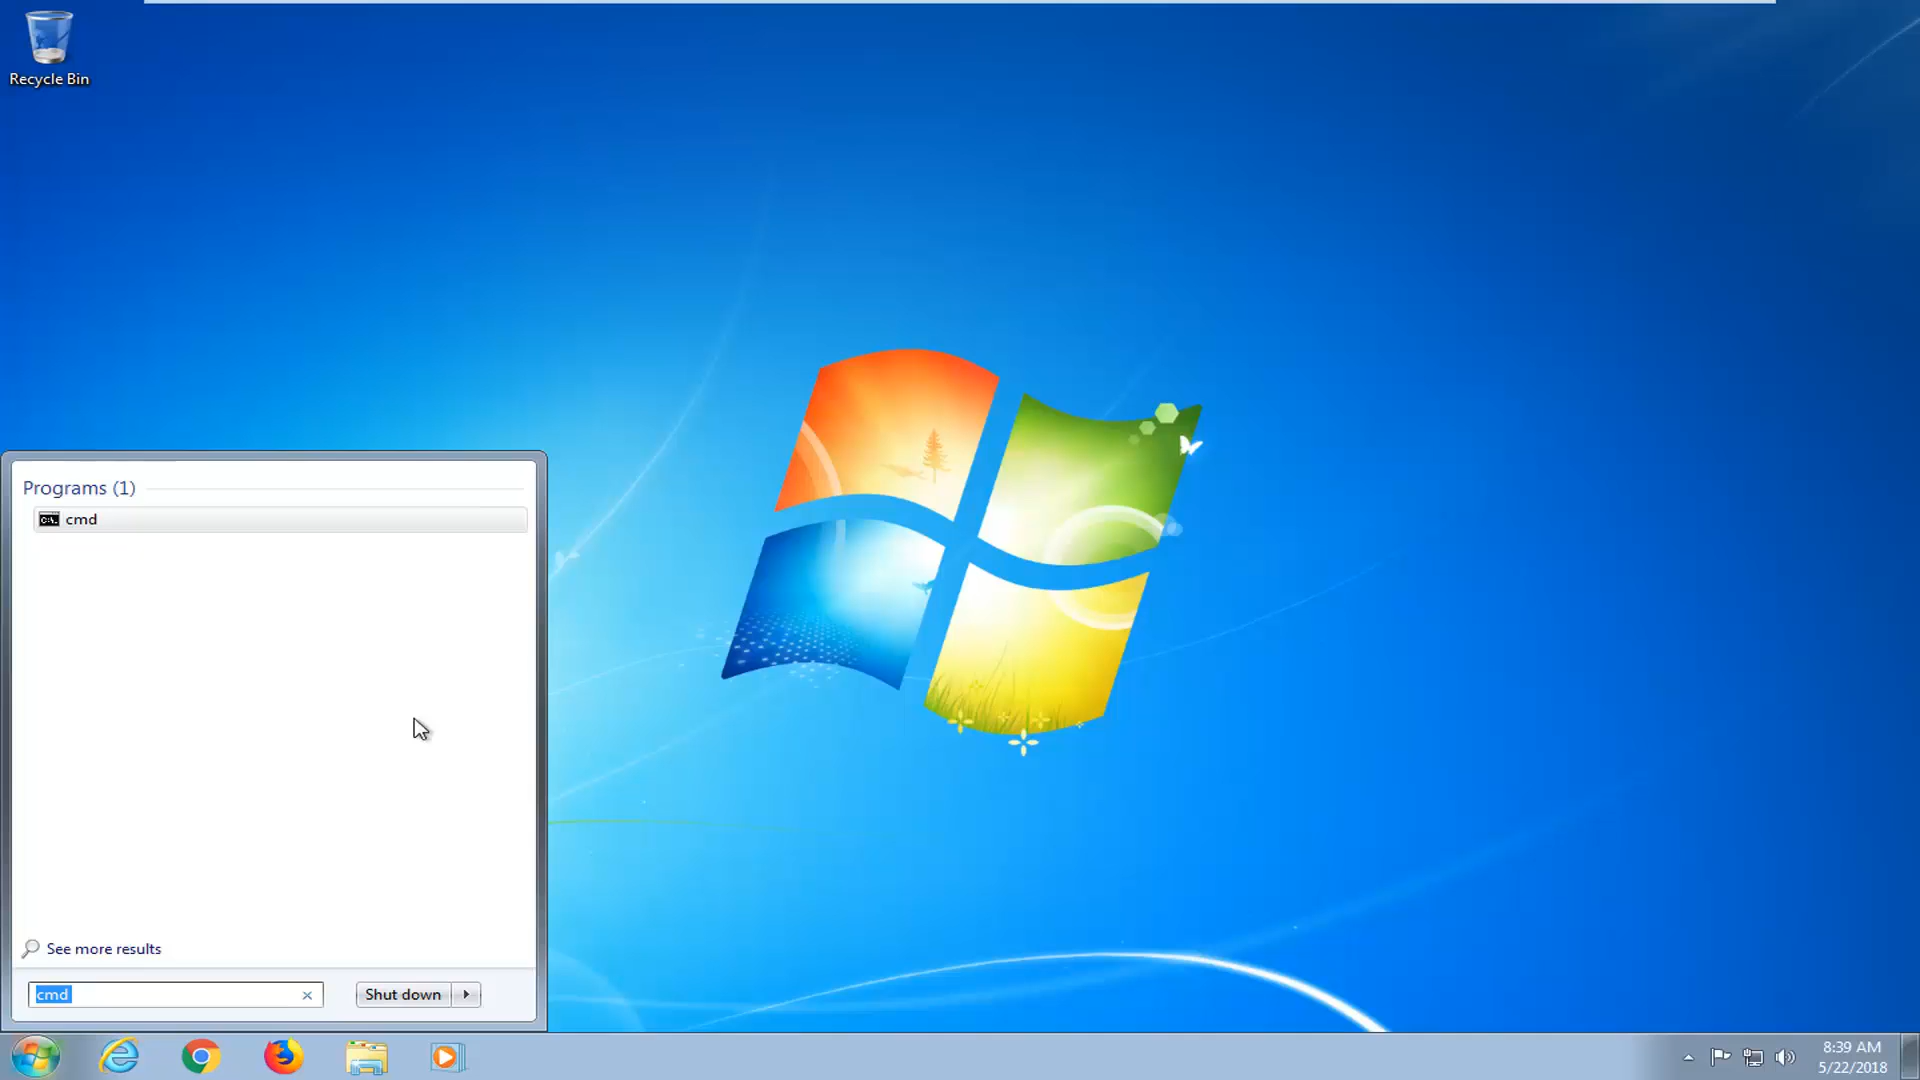 Recycle Bin
Programs (1)
C:\.
cmd
See more results
cmd
Shut down
8:39 AM
5/22/2018